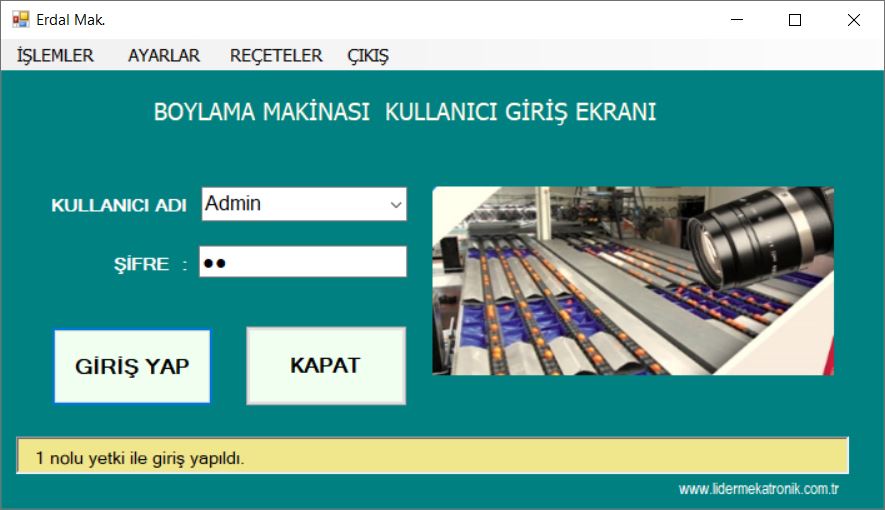 Erdal Mak.
İŞLEMLER AYARLAR REÇETELER ÇIKIŞ
BOYLAMA MAKİNASI KULLANICI GİRİŞ EKRANI
KULLANICI ADI Admin
ŞİFRE : ●●
GİRİŞ YAP KAPAT
1 nolu yetki ile giriş yapıldı.
www.lidermekatronik.com.tr